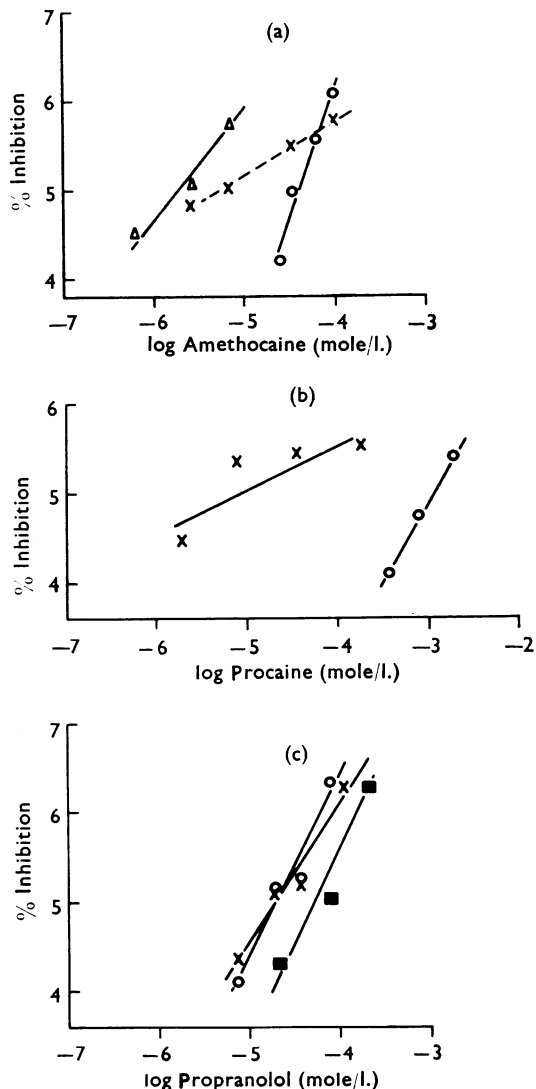 (a)
7
6
5
4
% Inhibition
−7 −6 −5 −4 −3
log Amethocaine (mole/l.)
(b)
6
5
4
% Inhibition
−7 −6 −5 −4 −3 −2
log Procaine (mole/l.)
(c)
7
6
5
4
% Inhibition
−7 −6 −5 −4 −3
log Propranolol (mole/l.)